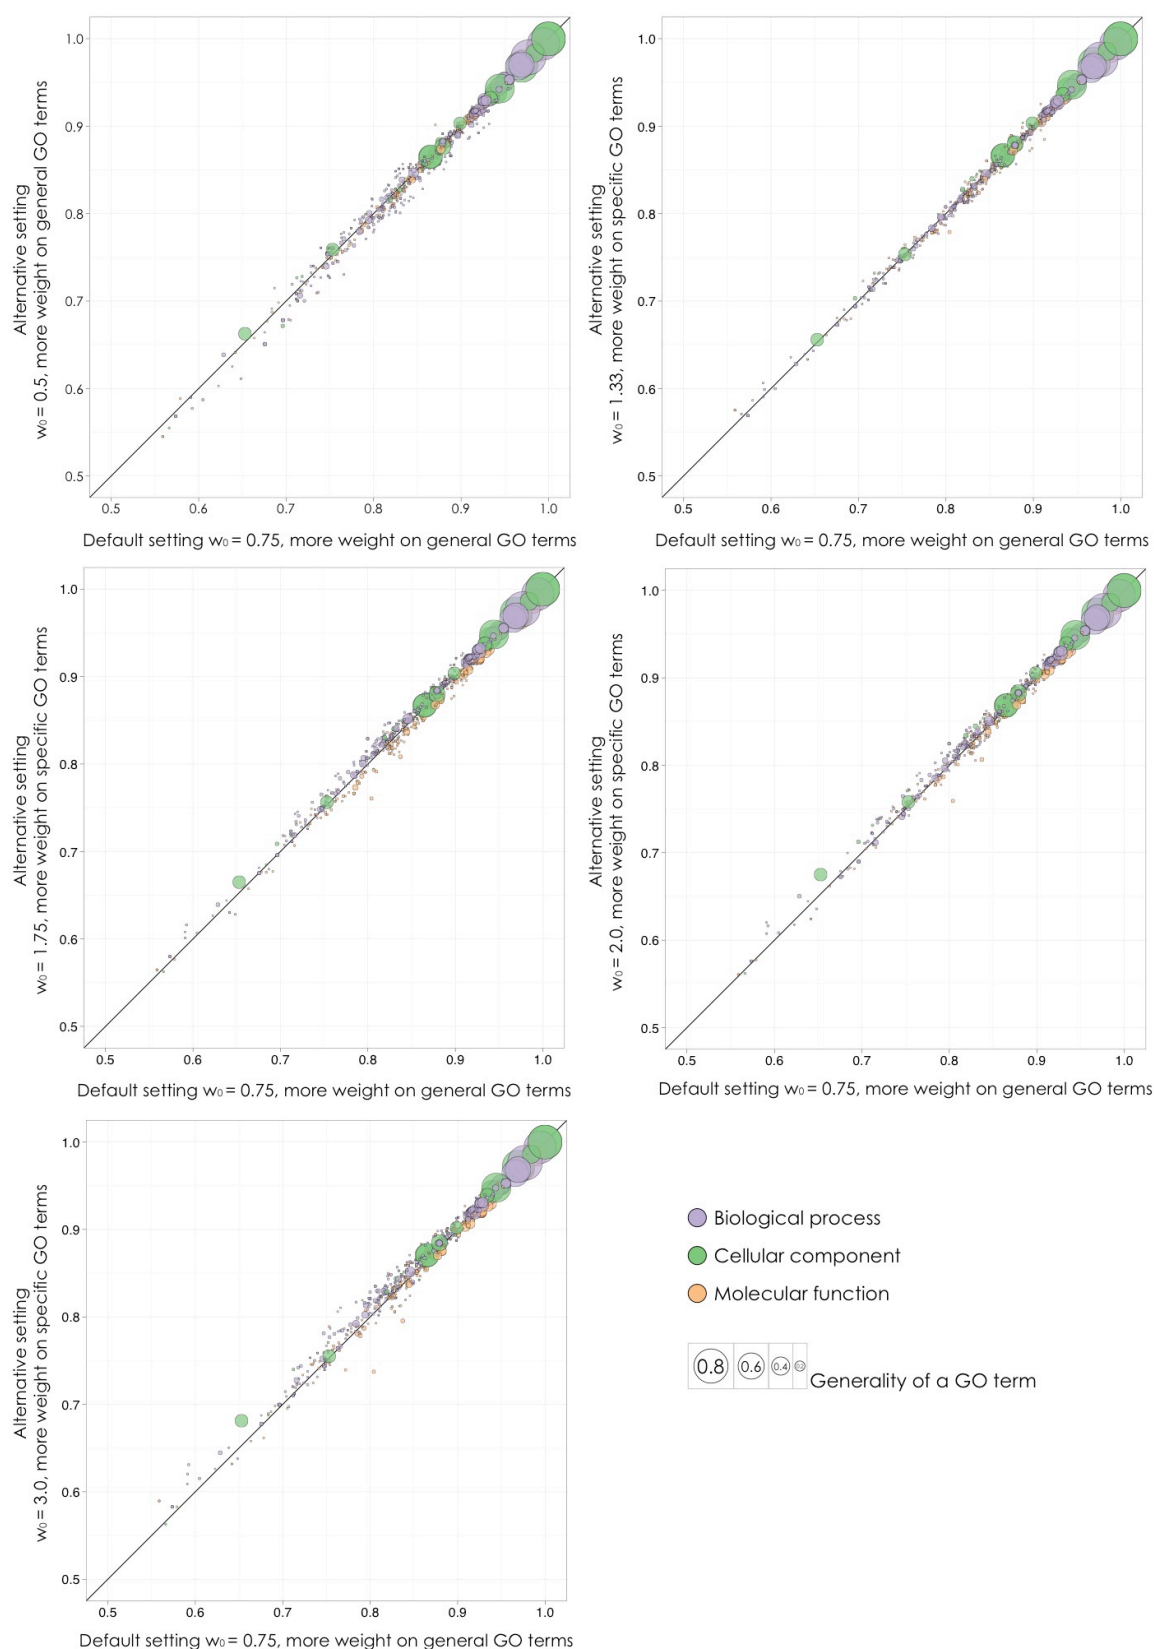 Alternative setting
w₀ = 0.5, more weight on general GO terms
1.0
0.9
0.8
0.7
0.6
0.5
0.5 0.6 0.7 0.8 0.9 1.0
Default setting w₀ = 0.75, more weight on general GO terms
Alternative setting
w₀ = 1.33, more weight on specific GO terms
1.0
0.9
0.8
0.7
0.6
0.5
0.5 0.6 0.7 0.8 0.9 1.0
Default setting w₀ = 0.75, more weight on general GO terms
Alternative setting
w₀ = 1.75, more weight on specific GO terms
1.0
0.9
0.8
0.7
0.6
0.5
0.5 0.6 0.7 0.8 0.9 1.0
Default setting w₀ = 0.75, more weight on general GO terms
Alternative setting
w₀ = 2.0, more weight on specific GO terms
1.0
0.9
0.8
0.7
0.6
0.5
0.5 0.6 0.7 0.8 0.9 1.0
Default setting w₀ = 0.75, more weight on general GO terms
Alternative setting
w₀ = 3.0, more weight on specific GO terms
1.0
0.9
0.8
0.7
0.6
0.5
0.5 0.6 0.7 0.8 0.9 1.0
Default setting w₀ = 0.75, more weight on general GO terms
Biological process
Cellular component
Molecular function
0.8 0.6 0.4
Generality of a GO term